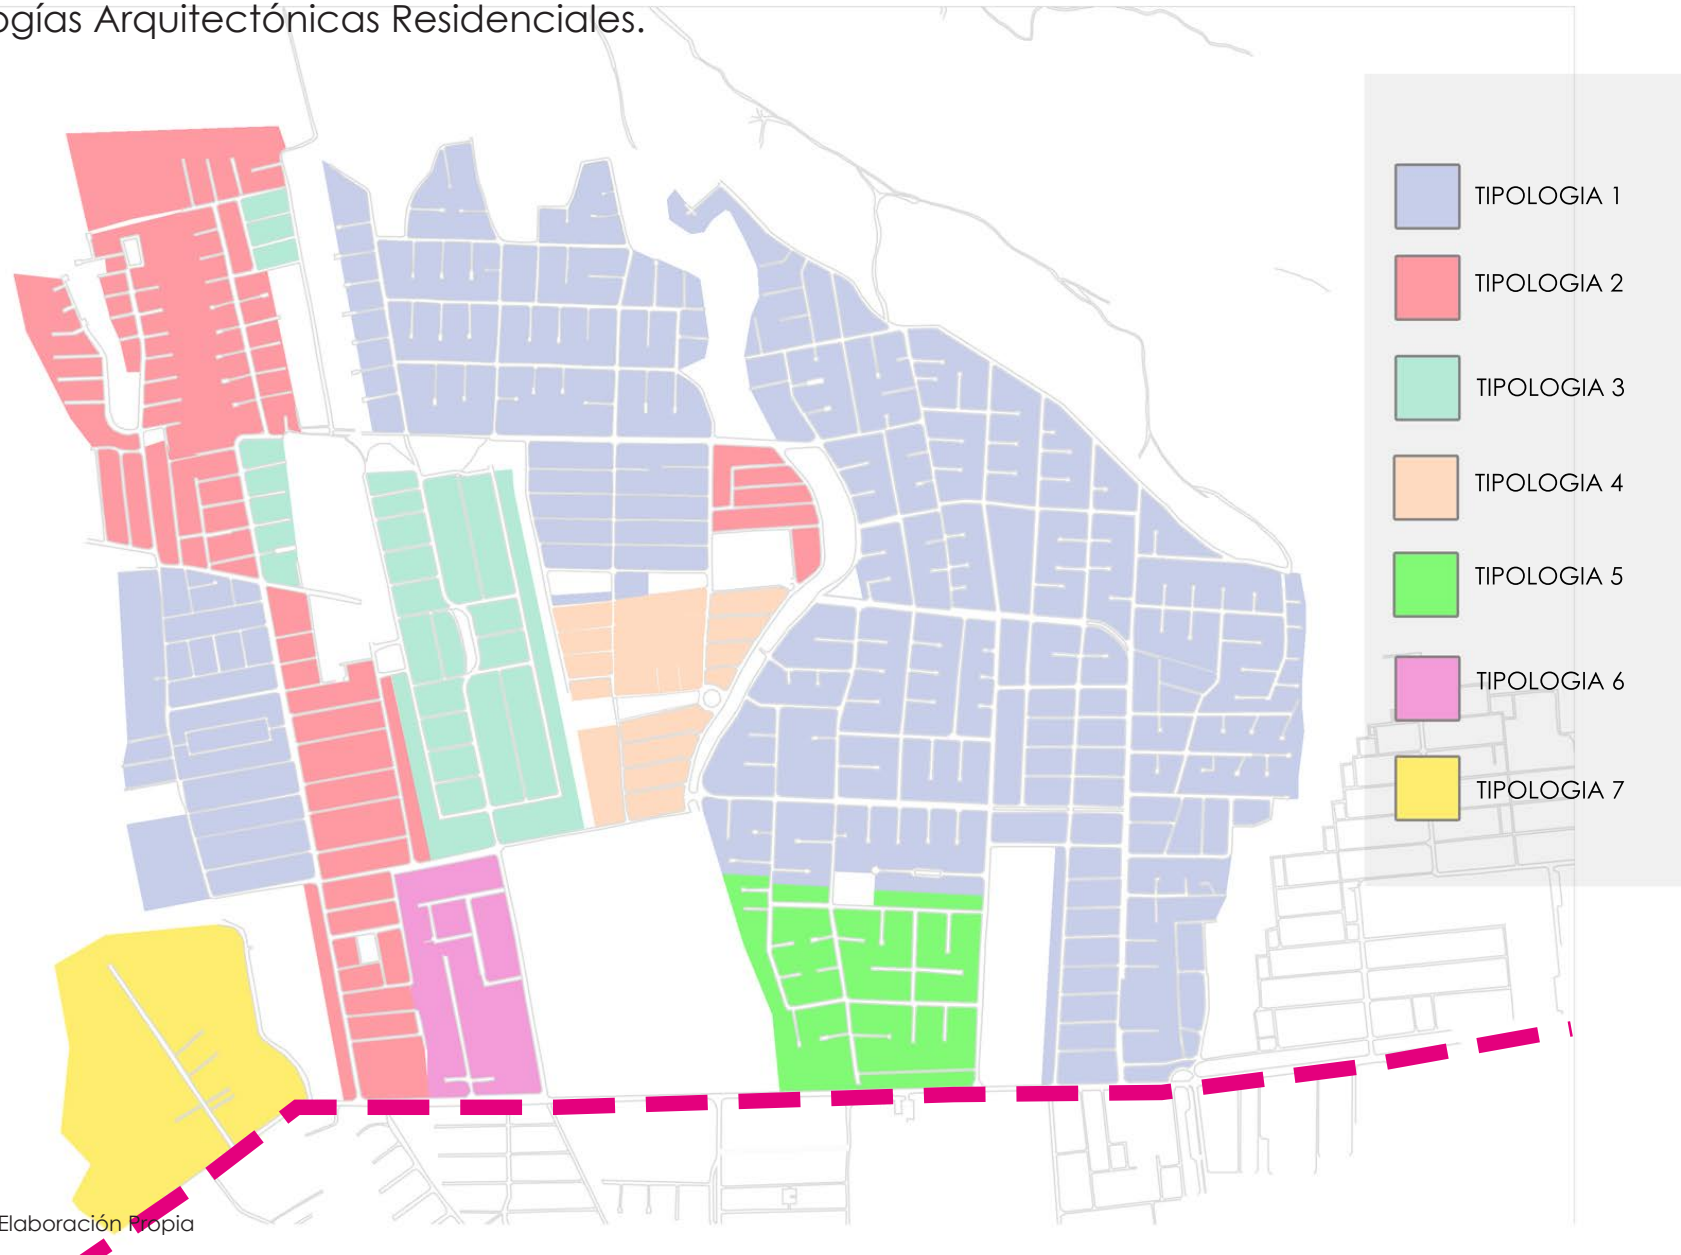 ogías Arquitectónicas Residenciales.
TIPOLOGIA 1
TIPOLOGIA 2
TIPOLOGIA 3
TIPOLOGIA 4
TIPOLOGIA 5
TIPOLOGIA 6
TIPOLOGIA 7
Elaboración Propia